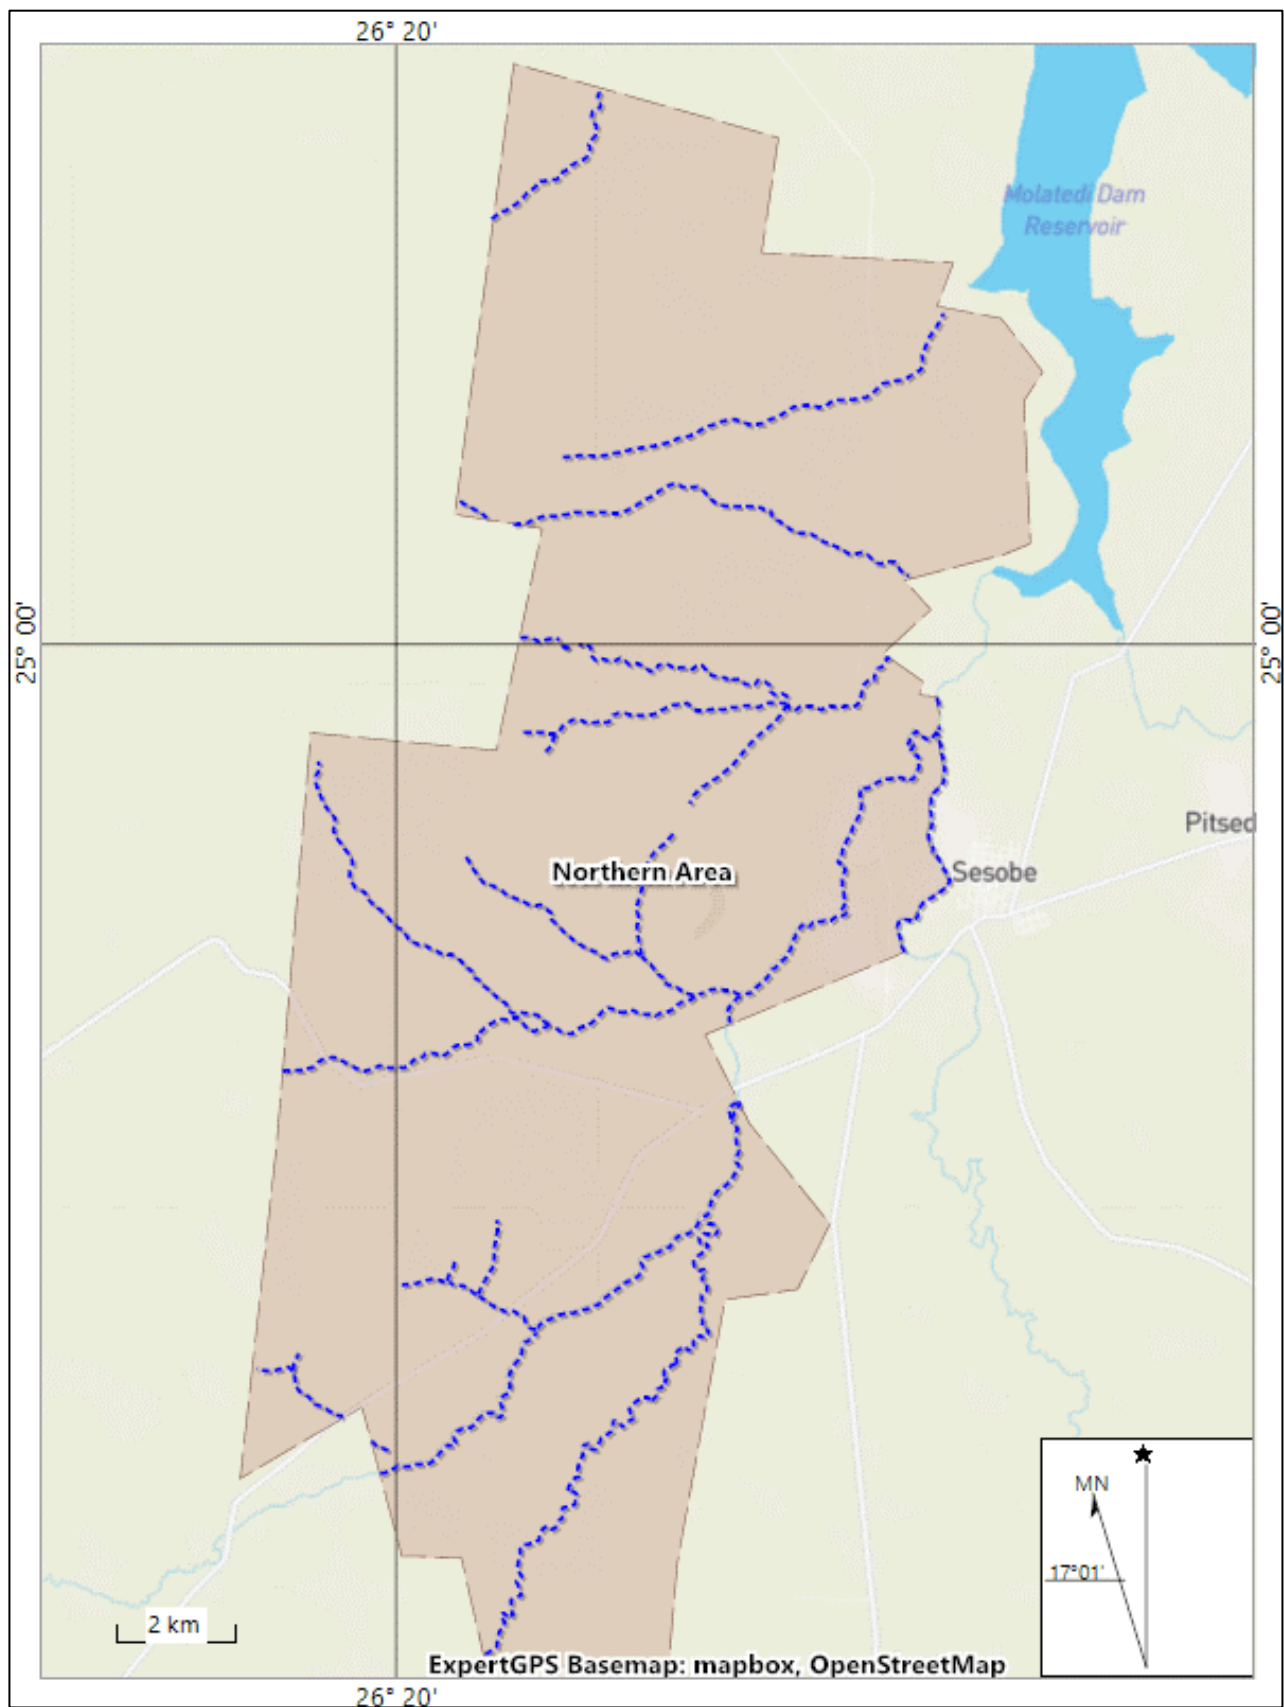 26° 20'
Molatedi Dam
Reservoir
25° 00'
25° 00'
Pitsed
Northern Area
Sesobe
MN
17°01'
2 km
ExpertGPS Basemap: mapbox, OpenStreetMap
26° 20'